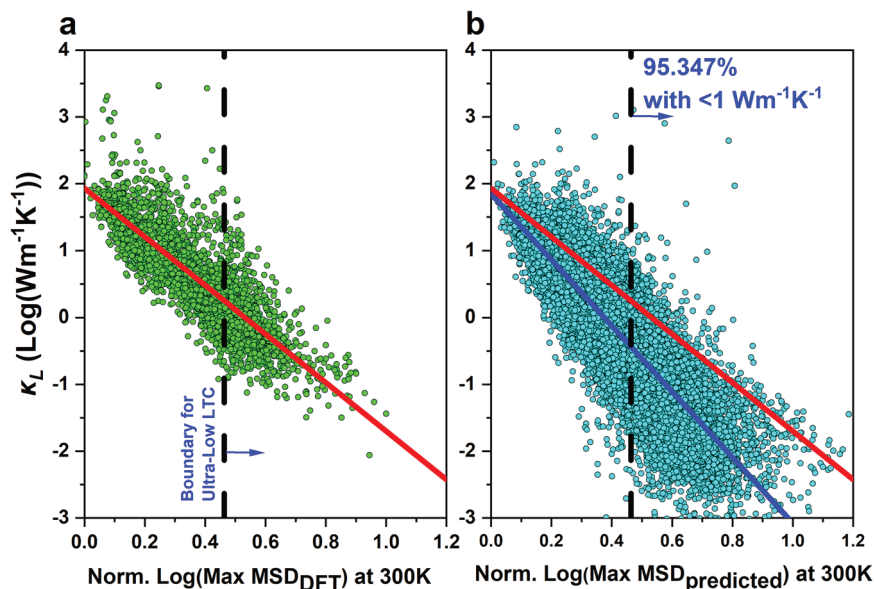 a
b
4
3
2
1
0
-1
-2
-3
κL (Log(Wm⁻¹K⁻¹))
Boundary for
Ultra-Low LTC
0.0 0.2 0.4 0.6 0.8 1.0 1.2
Norm. Log(Max MSDDFT) at 300K
95.347%
with <1 Wm⁻¹K⁻¹
4
3
2
1
0
-1
-2
-3
0.0 0.2 0.4 0.6 0.8 1.0 1.2
Norm. Log(Max MSDpredicted) at 300K